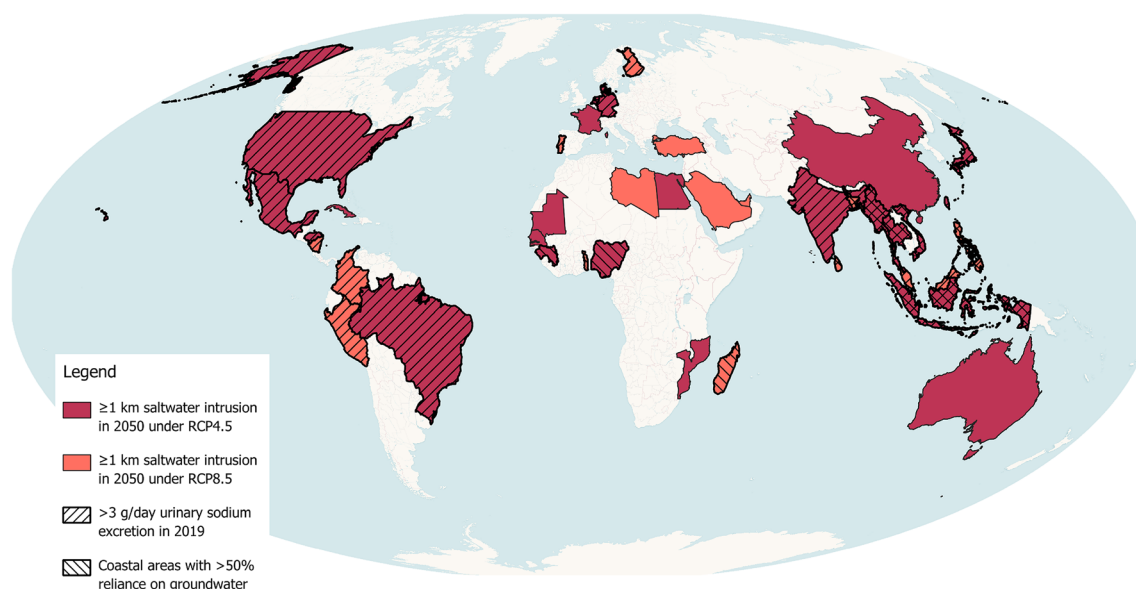 Legend
≥1 km saltwater intrusion
in 2050 under RCP4.5
≥1 km saltwater intrusion
in 2050 under RCP8.5
>3 g/day urinary sodium
excretion in 2019
Coastal areas with >50%
reliance on groundwater